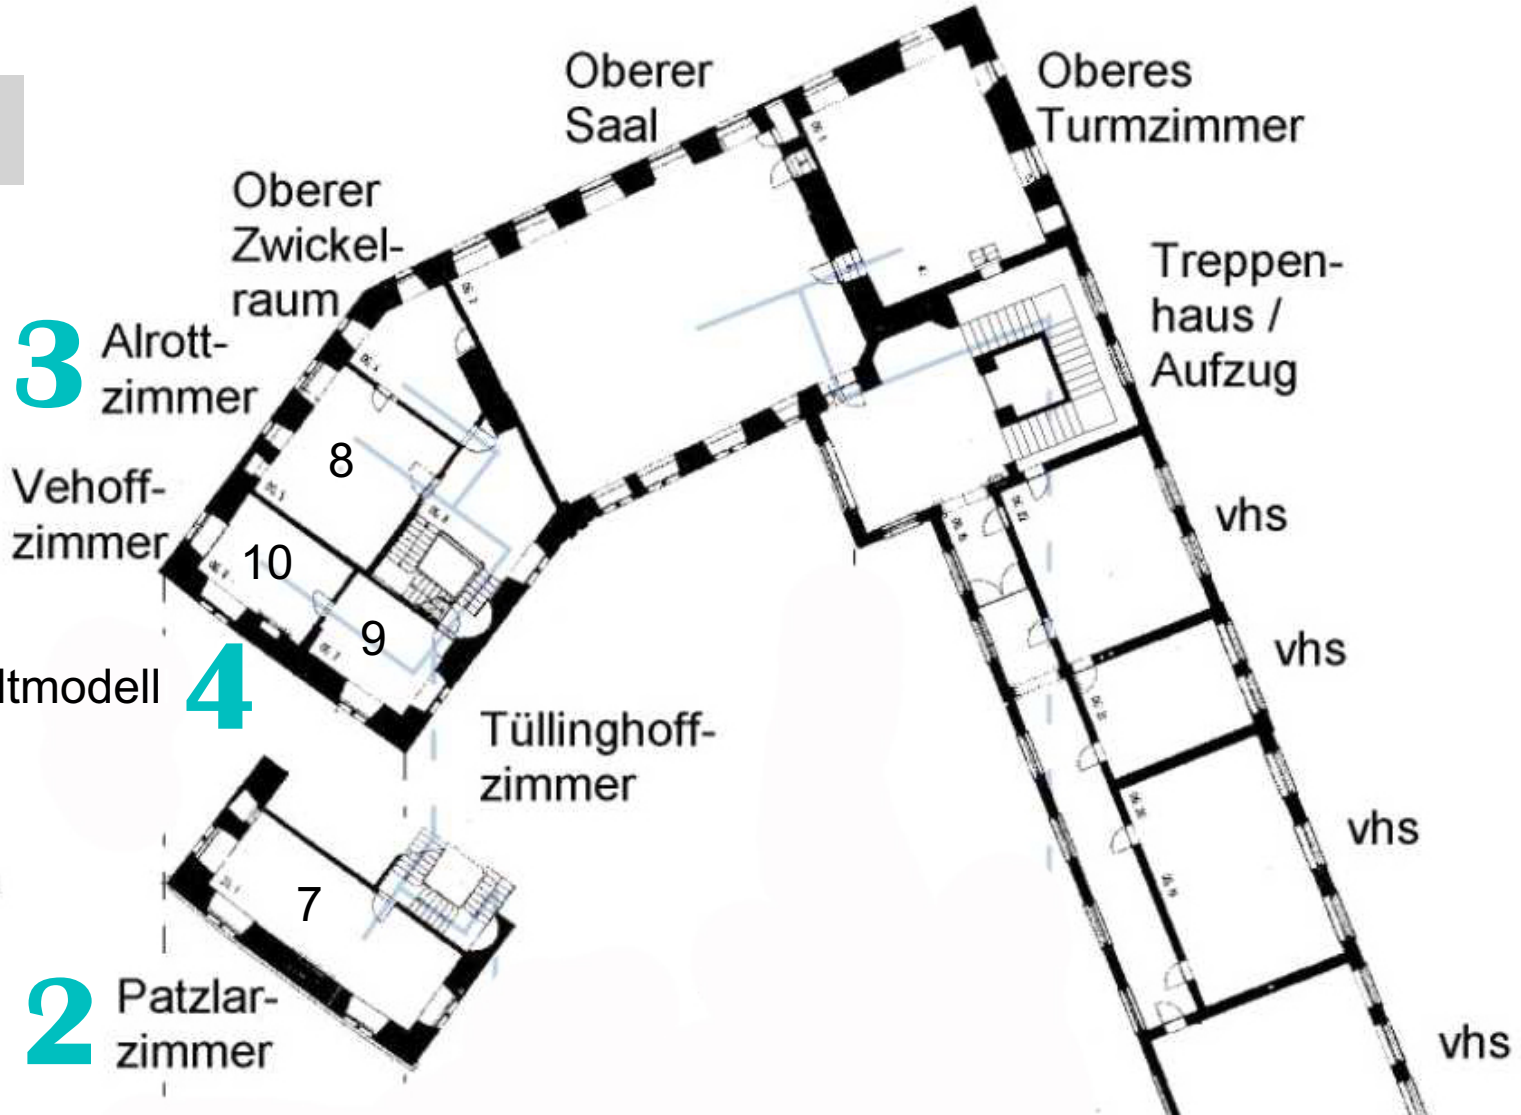 Oberer
Saal
Oberes
Turmzimmer
Oberer
Zwickel-
raum
Treppen-
haus /
Aufzug
3 Alrott-
zimmer
8
Vehoff-
zimmer
10
9
vhs
vhs
ltmodell 4
Tüllinghoff-
zimmer
vhs
7
2 Patzlar-
zimmer
vhs